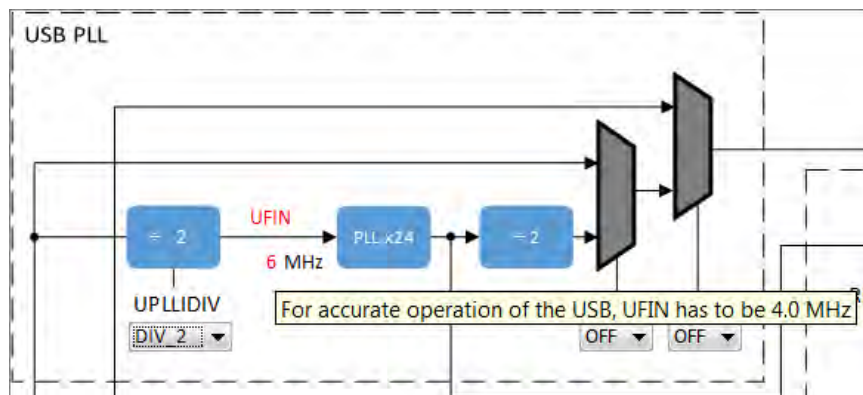 USB PLL
UFIN
÷ 2
PLL x24
÷2
6 MHz
UPLLIDIV
For accurate operation of the USB, UFIN has to be 4.0 MHz
DIV_2
OFF
OFF